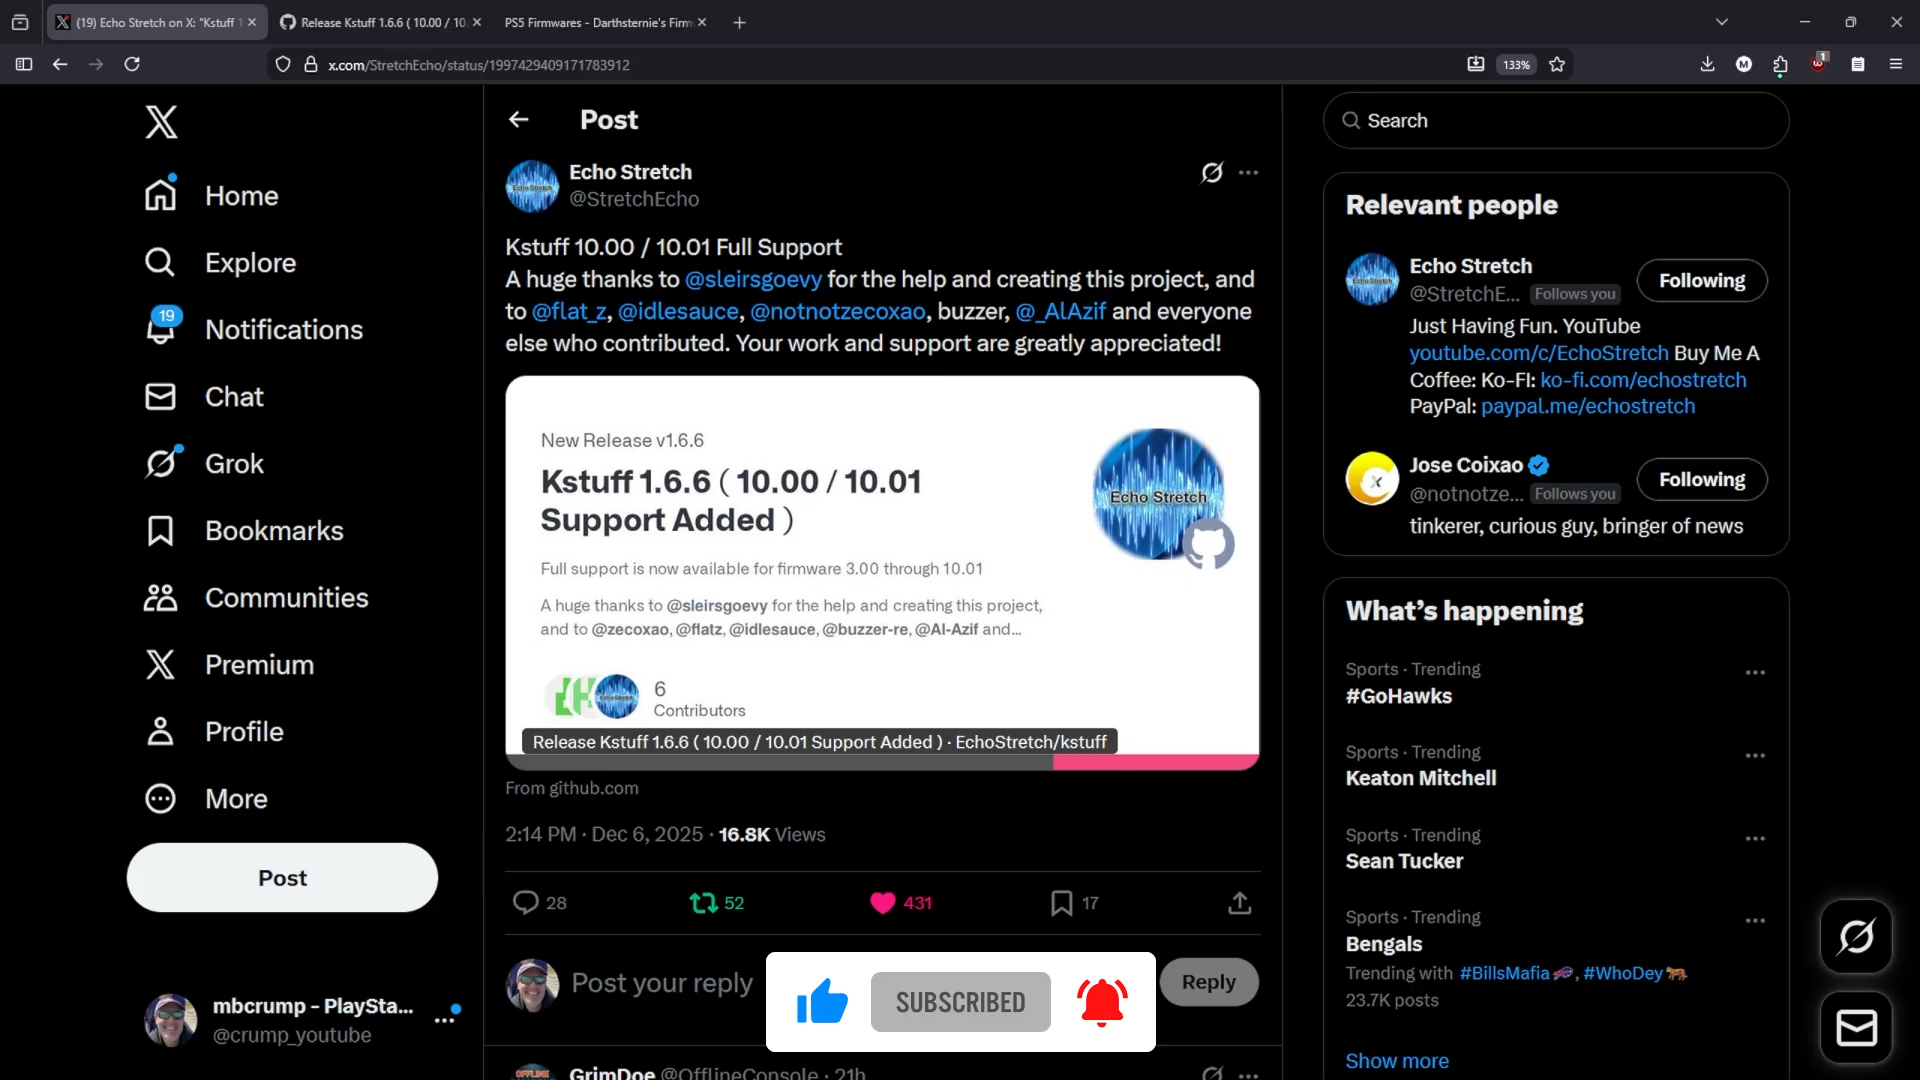 (19) Echo Stretch on X: "Kstuff 1
Release Kstuff 1.6.6 ( 10.00 / 10.
PS5 Firmwares - Darthsternie's Firm
x.com/StretchEcho/status/1997429409171783912
133%
M
1
Home
Explore
19
Notifications
Chat
Grok
Bookmarks
Communities
Premium
Profile
More
Post
mbcrump - PlaySta...
@crump_youtube
Post
Echo Stretch
@StretchEcho
Kstuff 10.00 / 10.01 Full Support
A huge thanks to @sleirsgoevy for the help and creating this project, and
to @flat_z, @idlesauce, @notnotzecoxao, buzzer, @_AlAzif and everyone
else who contributed. Your work and support are greatly appreciated!
New Release v1.6.6
Kstuff 1.6.6 ( 10.00 / 10.01
Support Added )
Echo Stretch
Full support is now available for firmware 3.00 through 10.01
A huge thanks to @sleirsgoevy for the help and creating this project,
and to @zecoxao, @flatz, @idlesauce, @buzzer-re, @Al-Azif and...
6
Contributors
Release Kstuff 1.6.6 ( 10.00 / 10.01 Support Added ) · EchoStretch/kstuff
From github.com
2:14 PM · Dec 6, 2025 · 16.8K Views
28
52
431
17
Post your reply
SUBSCRIBED
Reply
GrimDoe @OfflineConsole · 21h
Search
Relevant people
Echo Stretch
@StretchE... Follows you
Following
Just Having Fun. YouTube
youtube.com/c/EchoStretch Buy Me A
Coffee: Ko-FI: ko-fi.com/echostretch
PayPal: paypal.me/echostretch
Jose Coixao
@notnotze... Follows you
Following
tinkerer, curious guy, bringer of news
What's happening
Sports · Trending
#GoHawks
Sports · Trending
Keaton Mitchell
Sports · Trending
Sean Tucker
Sports · Trending
Bengals
Trending with #BillsMafia, #WhoDey
23.7K posts
Show more